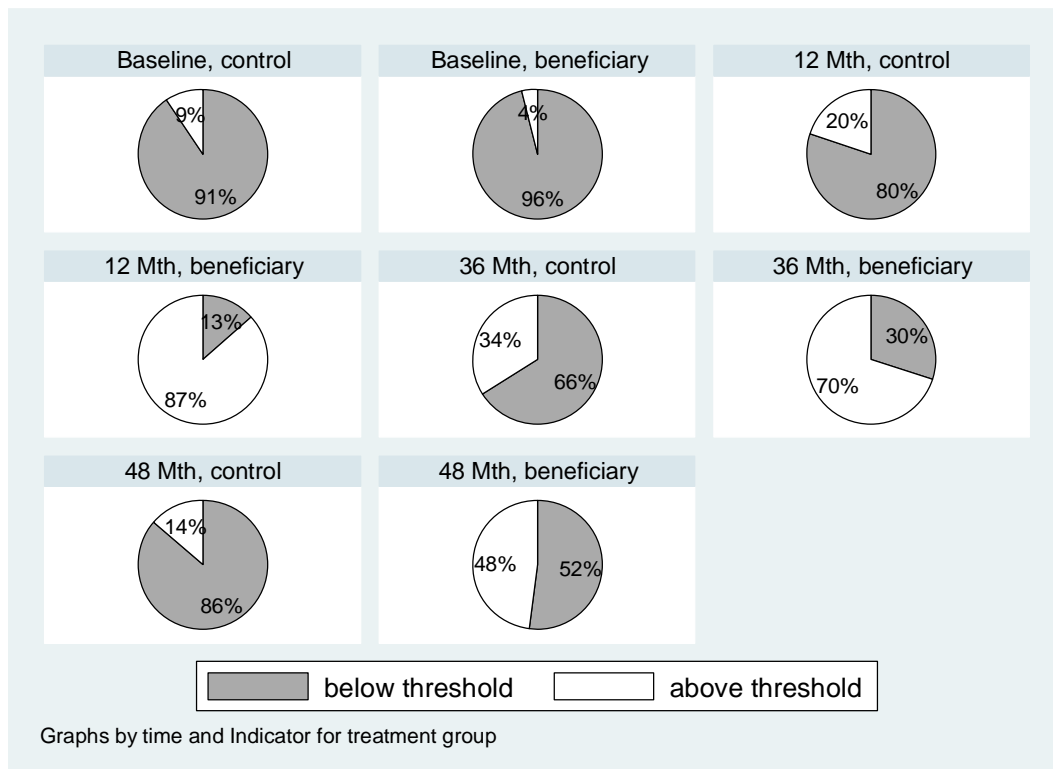 Baseline, control
9%
91%
Baseline, beneficiary
4%
96%
12 Mth, control
20%
80%
12 Mth, beneficiary
13%
87%
36 Mth, control
34%
66%
36 Mth, beneficiary
30%
70%
48 Mth, control
14%
86%
48 Mth, beneficiary
48%
52%
below threshold
above threshold
Graphs by time and Indicator for treatment group